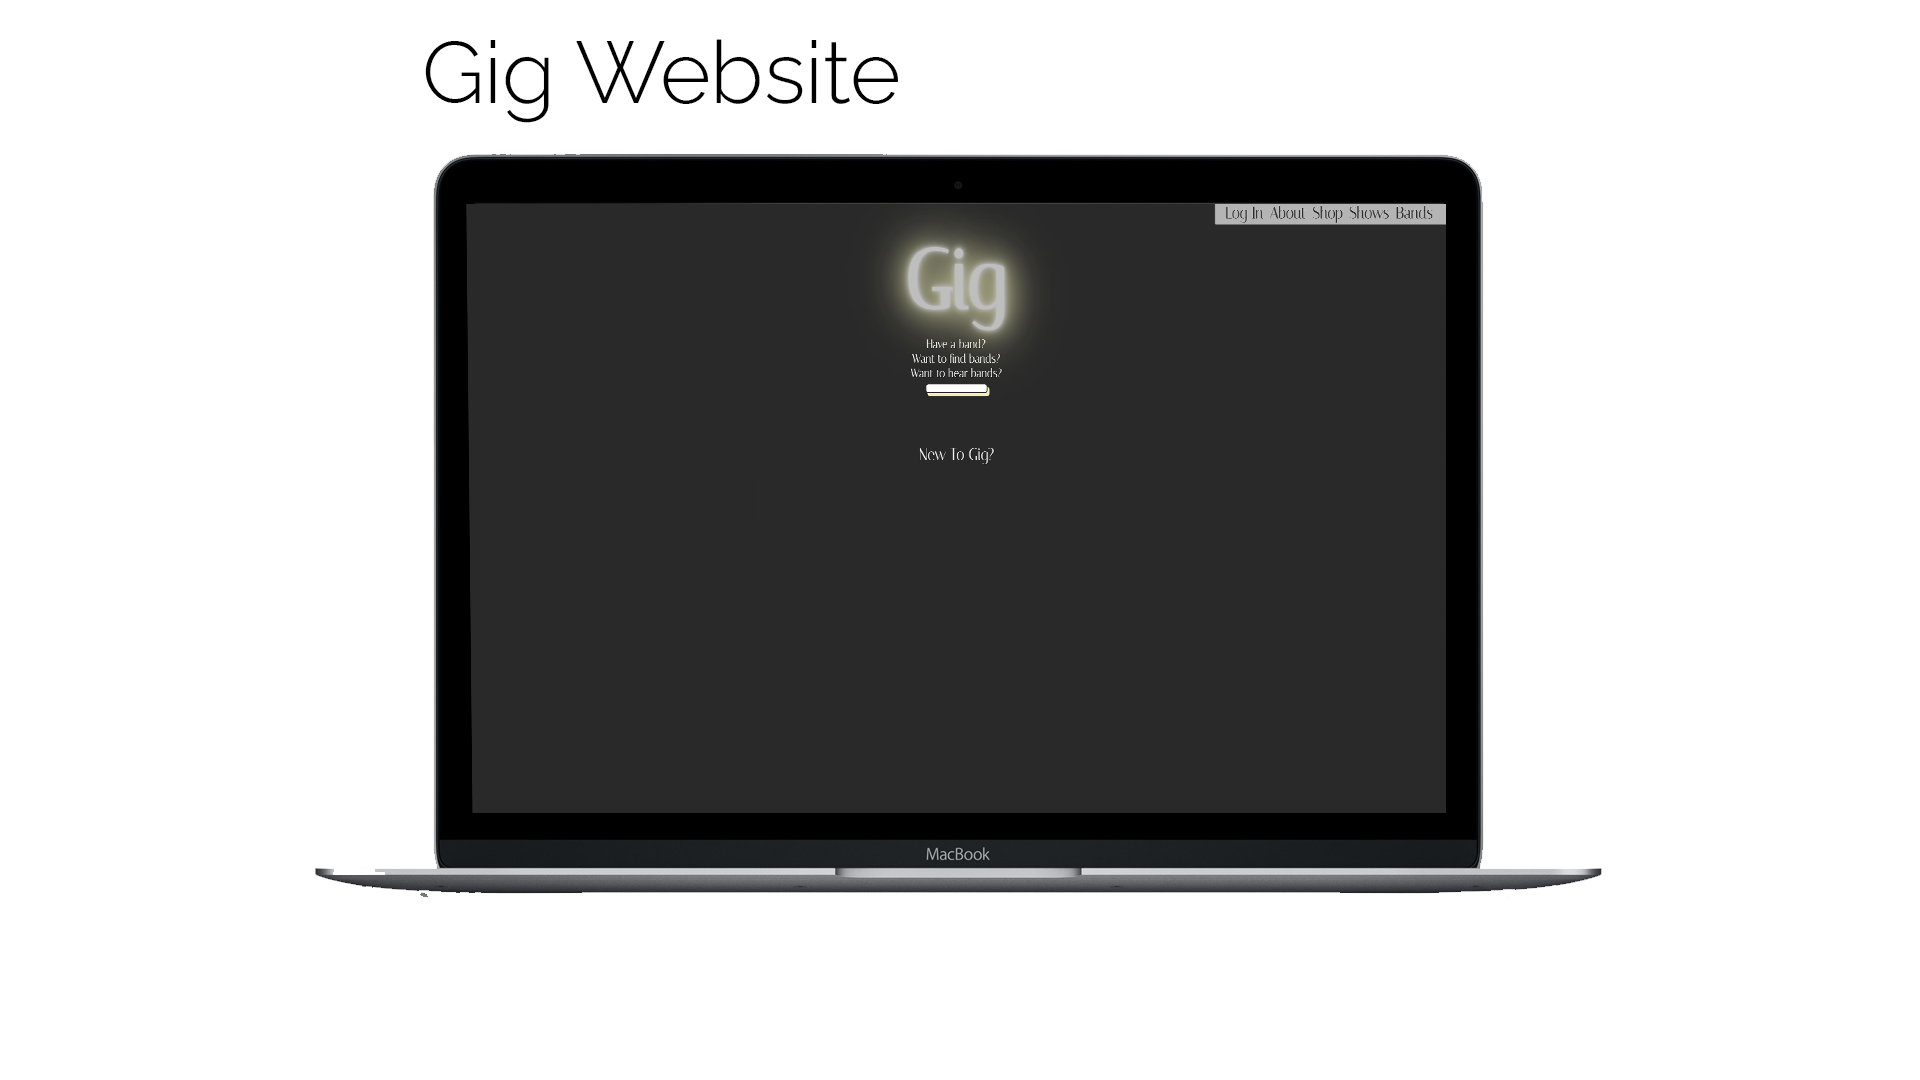 Gig Website
Log In About Shop Shows Bands
Gig
Have a band?
Want to find bands?
Want to hear bands?
New To Gig?
MacBook